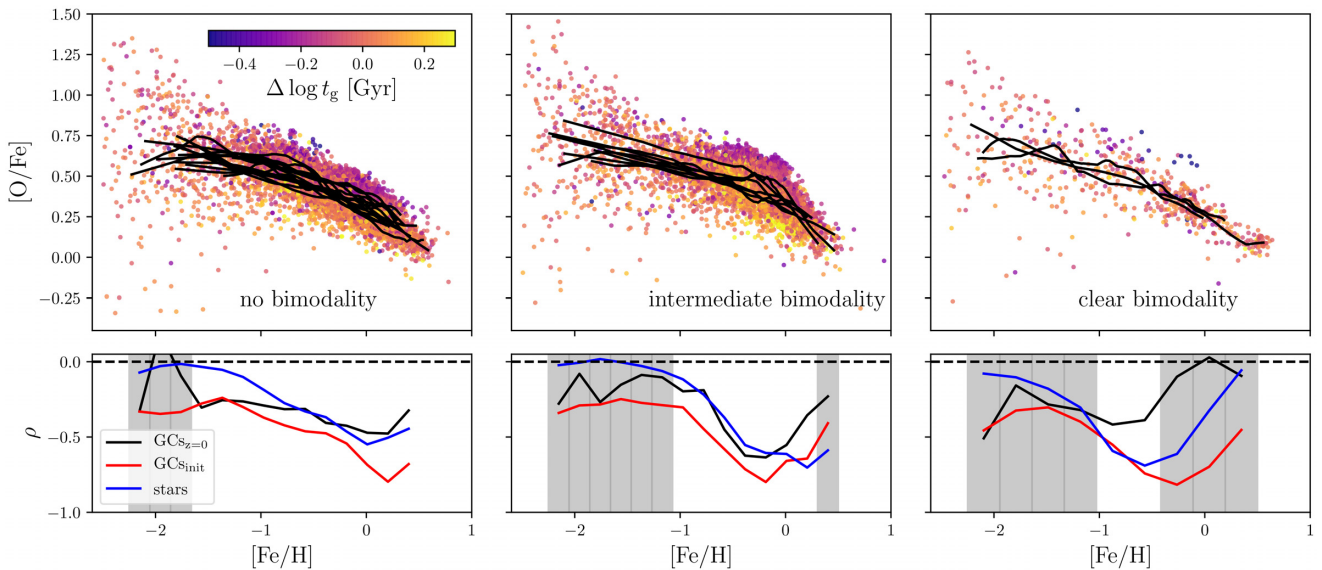 1.50
1.25
1.00
0.75
0.50
0.25
0.00
−0.25
[O/Fe]
−0.4 −0.2 0.0 0.2
Δ log t_g [Gyr]
no bimodality
intermediate bimodality
clear bimodality
0.0
−0.5
−1.0
ρ
GCs_z=0
GCs_init
stars
−2 −1 0 1
−2 −1 0 1
−2 −1 0 1
[Fe/H]
[Fe/H]
[Fe/H]